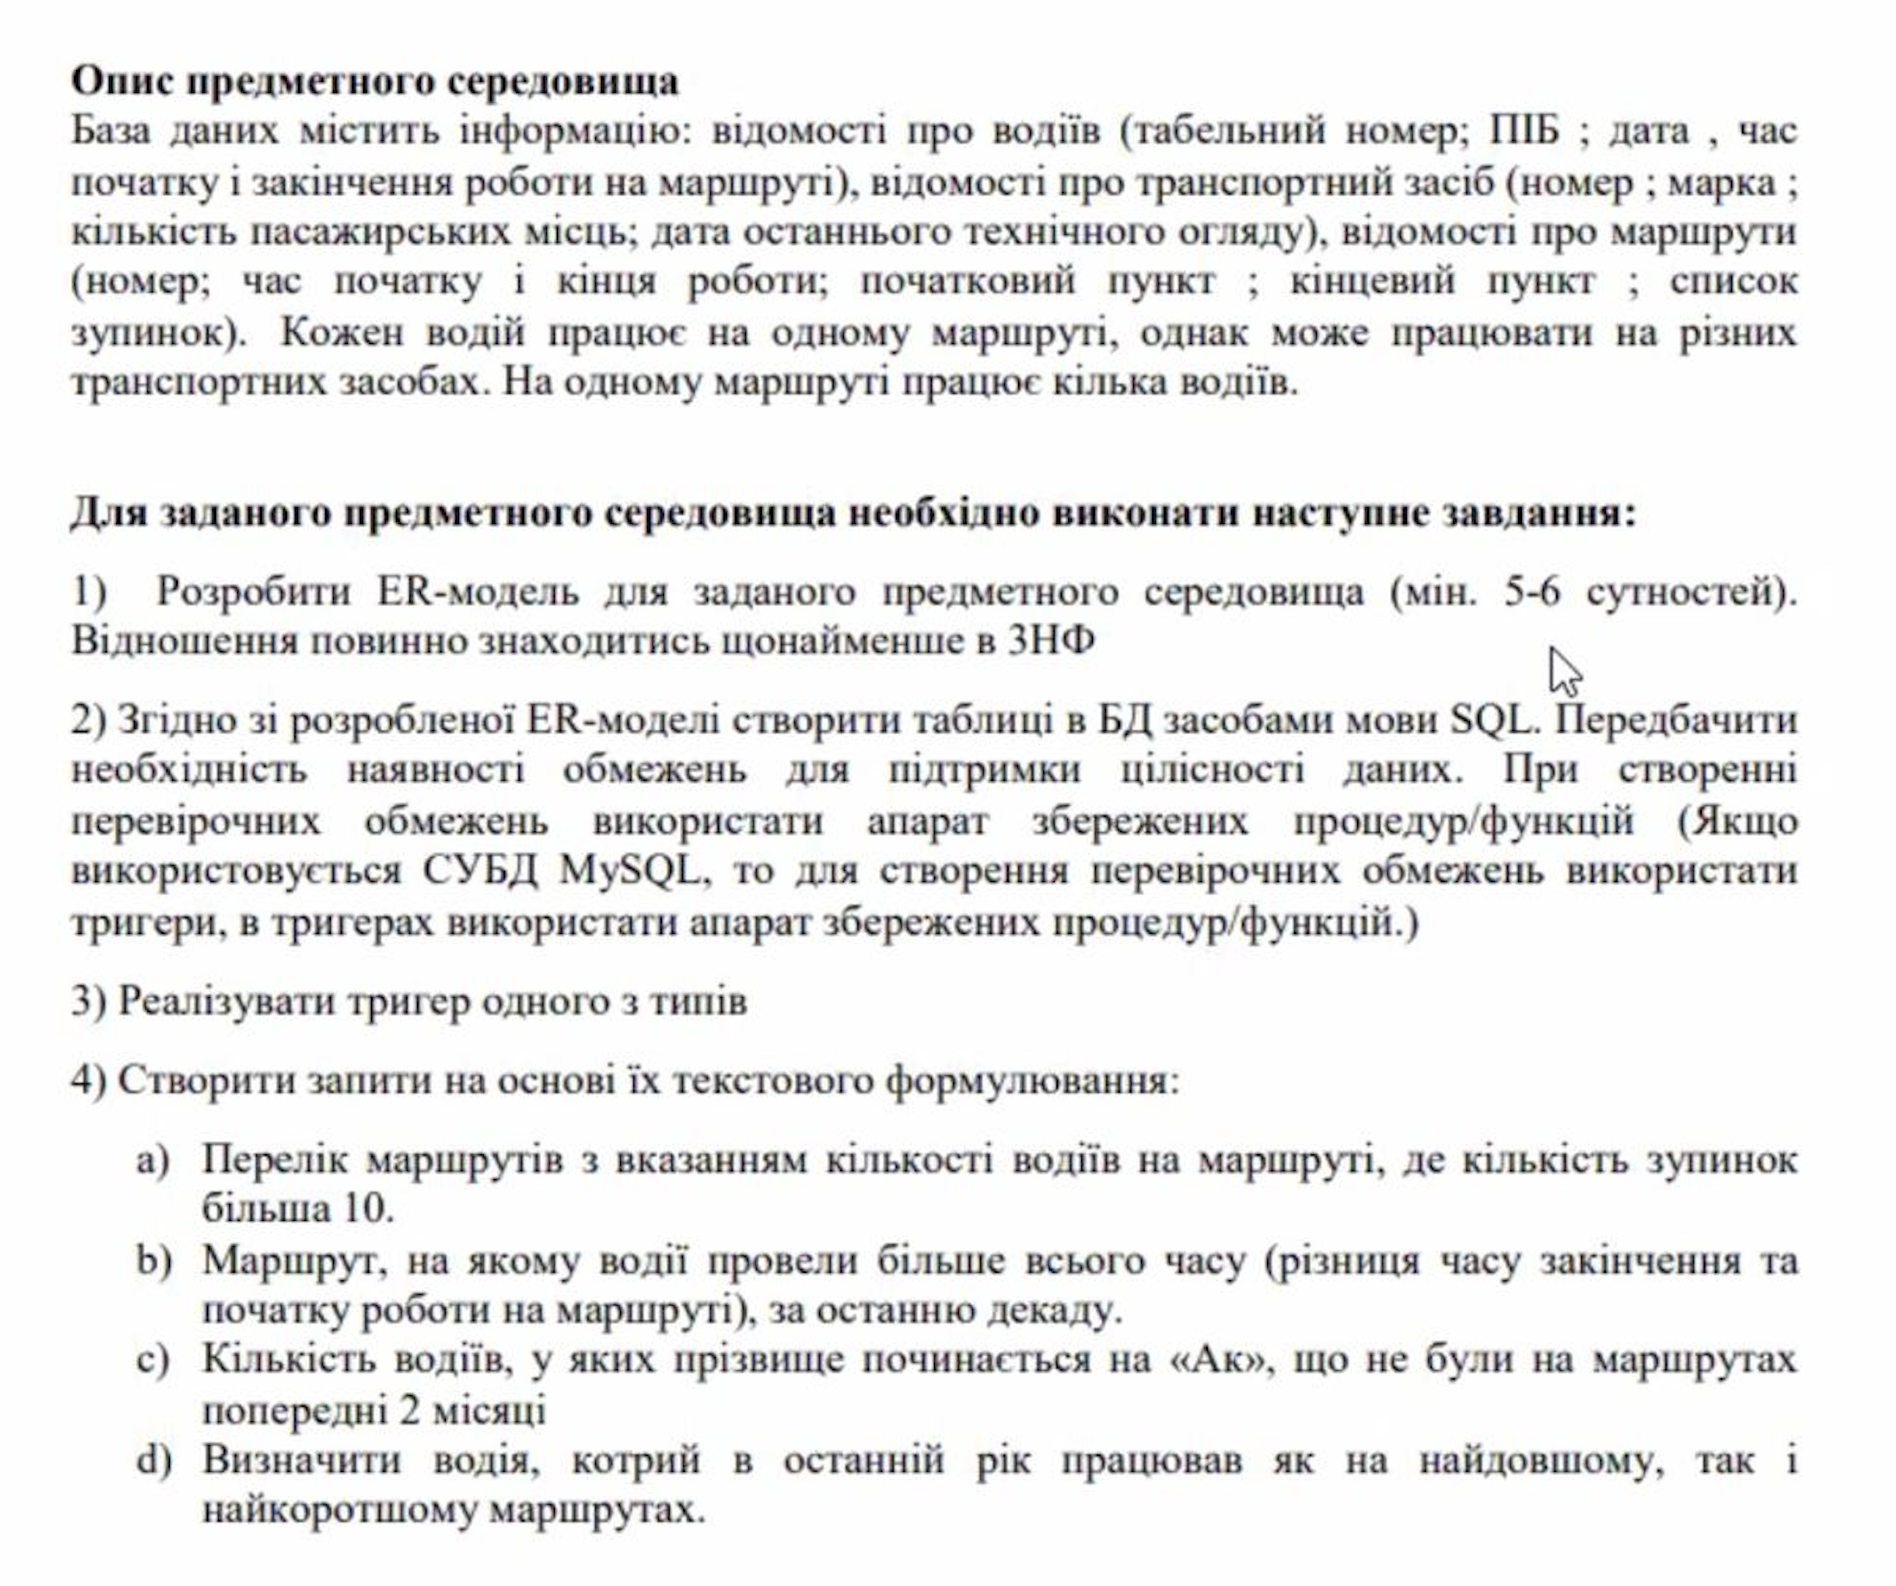 Опис предметного середовища
База даних містить інформацію: відомості про водіїв (табельний номер; ПІБ ; дата , час
початку і закінчення роботи на маршруті), відомості про транспортний засіб (номер ; марка ;
кількість пасажирських місць; дата останнього технічного огляду), відомості про маршрути
(номер; час початку і кінця роботи; початковий пункт ; кінцевий пункт ; список
зупинок). Кожен водій працює на одному маршруті, однак може працювати на різних
транспортних засобах. На одному маршруті працює кілька водіїв.
Для заданого предметного середовища необхідно виконати наступне завдання:
1) Розробити ER-модель для заданого предметного середовища (мін. 5-6 сутностей).
Відношення повинно знаходитись щонайменше в 3НФ
2) Згідно зі розробленої ER-моделі створити таблиці в БД засобами мови SQL. Передбачити
необхідність наявності обмежень для підтримки цілісності даних. При створенні
перевірочних обмежень використати апарат збережених процедур/функцій (Якщо
використовується СУБД MySQL, то для створення перевірочних обмежень використати
тригери, в тригерах використати апарат збережених процедур/функцій.)
3) Реалізувати тригер одного з типів
4) Створити запити на основі їх текстового формулювання:
a) Перелік маршрутів з вказанням кількості водіїв на маршруті, де кількість зупинок
більша 10.
b) Маршрут, на якому водії провели більше всього часу (різниця часу закінчення та
початку роботи на маршруті), за останню декаду.
c) Кількість водіїв, у яких прізвище починається на «Ак», що не були на маршрутах
попередні 2 місяці
d) Визначити водія, котрий в останній рік працював як на найдовшому, так і
найкоротшому маршрутах.